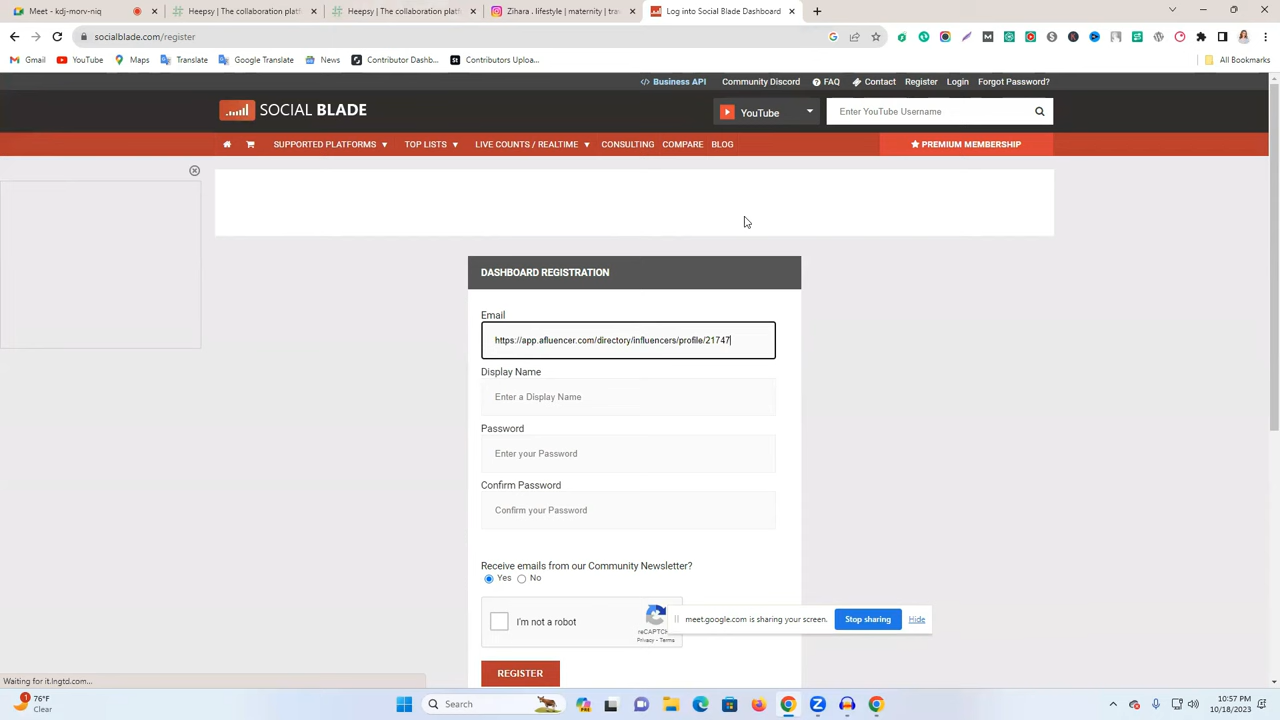 Meet - kdj-morv-niq
Heepsy | The collaboration platf
Heepsy | The collaboration platf
Zihara. lifestyle | maternity | tra
Log into Social Blade Dashboard
socialblade.com/register
Gmail
YouTube
Maps
Translate
Google Translate
News
Contributor Dashb...
Contributors Uploa...
All Bookmarks
</> Business API
Community Discord
FAQ
Contact
Register
Login
Forgot Password?
SOCIAL BLADE
YouTube
Enter YouTube Username
SUPPORTED PLATFORMS
TOP LISTS
LIVE COUNTS / REALTIME
CONSULTING
COMPARE
BLOG
PREMIUM MEMBERSHIP
DASHBOARD REGISTRATION
Email
https://app.afluencer.com/directory/influencers/profile/21747
Display Name
Enter a Display Name
Password
Enter your Password
Confirm Password
Confirm your Password
Receive emails from our Community Newsletter?
Yes No
I'm not a robot
reCAPTCH
Privacy - Terms
meet.google.com is sharing your screen.
Stop sharing
Hide
REGISTER
Waiting for it.lngtd.com...
1
76°F
Clear
Search
10:57 PM
10/18/2023